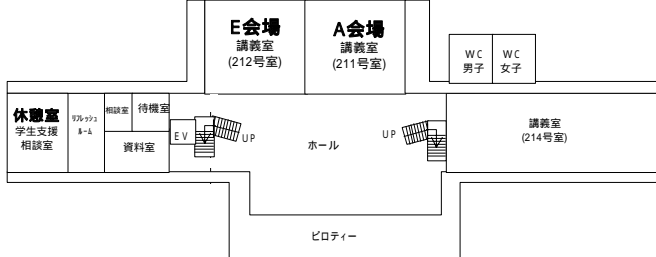 E会場
講義室
(212号室)
A会場
講義室
(211号室)
WC
男子
WC
女子
休憩室
学生支援
相談室
リフレッシュ
ルーム
相談室
待機室
資料室
EV
UP
ホール
UP
講義室
(214号室)
ピロティー